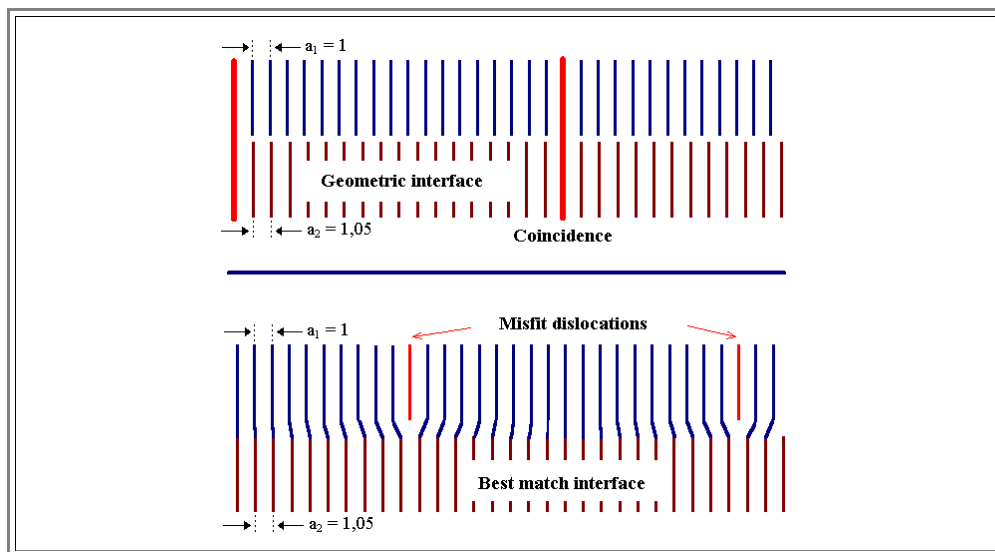 a₁ = 1
Geometric interface
a₂ = 1,05
Coincidence
Misfit dislocations
a₁ = 1
Best match interface
a₂ = 1,05